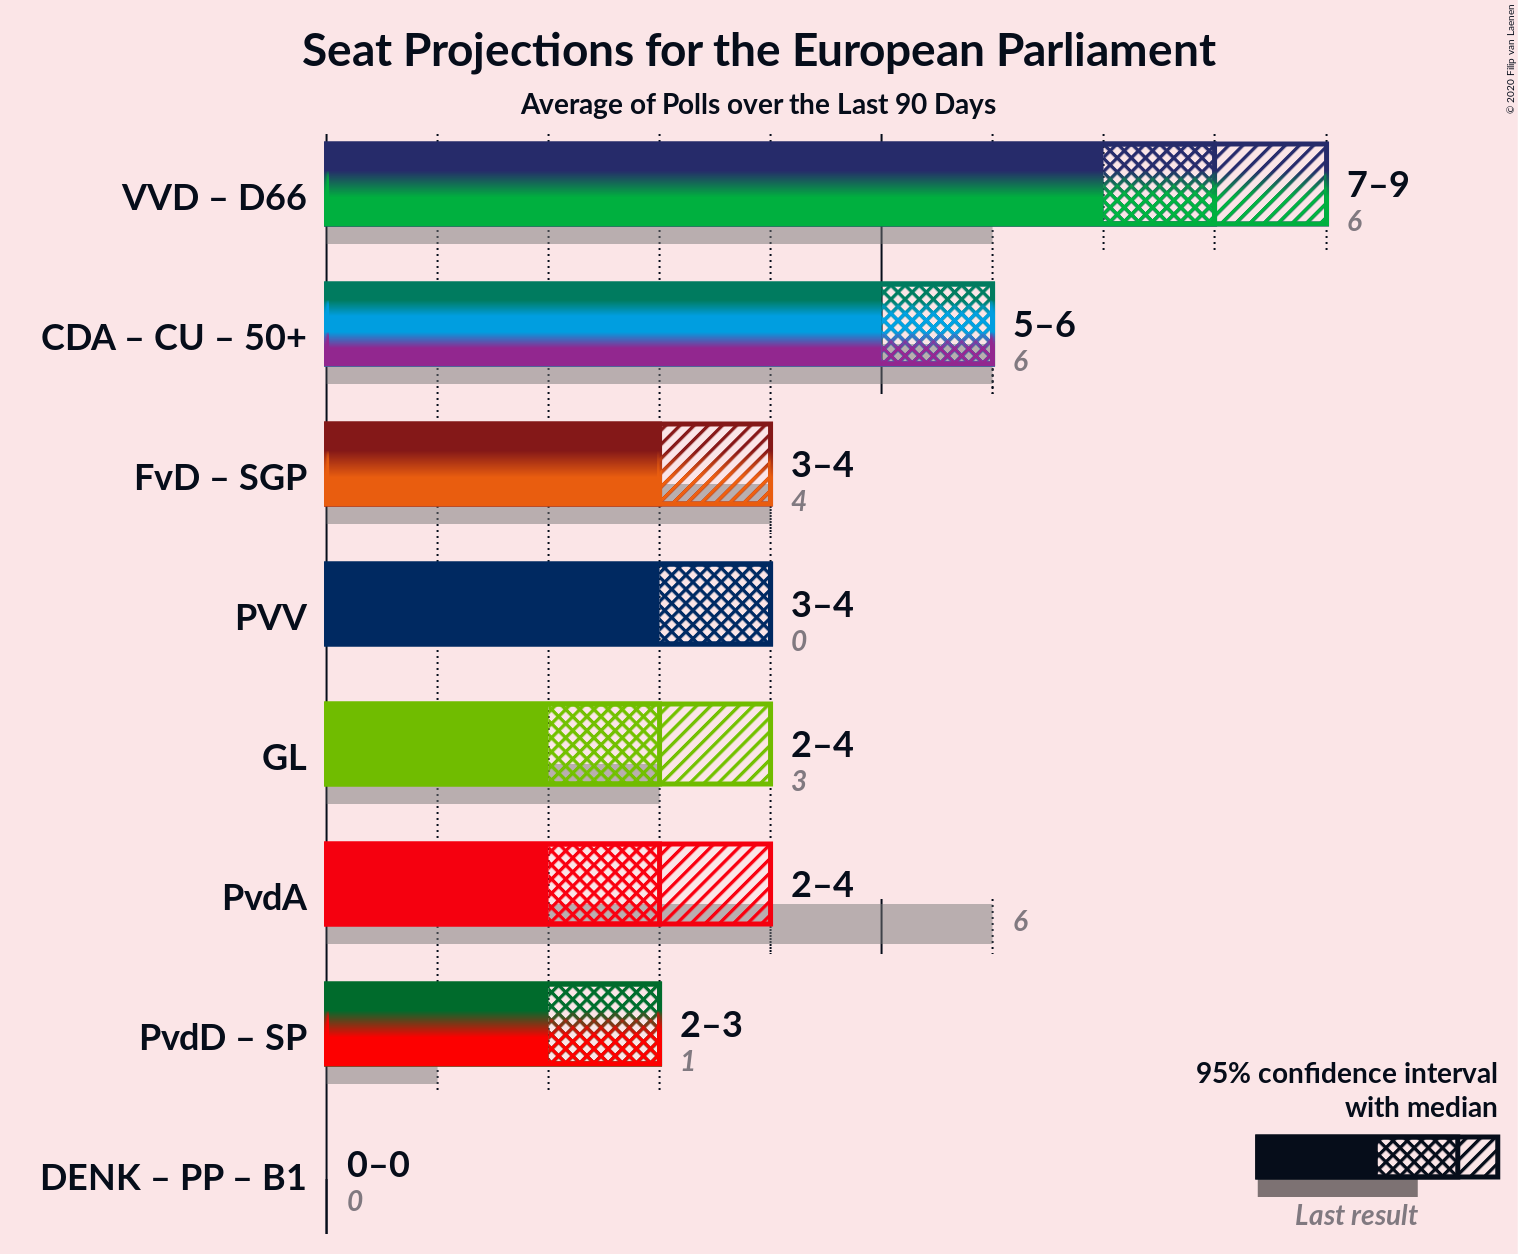 Seat Projections for the European Parliament
Average of Polls over the Last 90 Days
© 2020 Filip van Laenen
VVD – D66
7–9
6
CDA – CU – 50+
5–6
6
FvD – SGP
3–4
4
PVV
3–4
0
GL
2–4
3
PvdA
2–4
6
PvdD – SP
2–3
1
DENK – PP – B1
0–0
0
95% confidence interval
with median
Last result